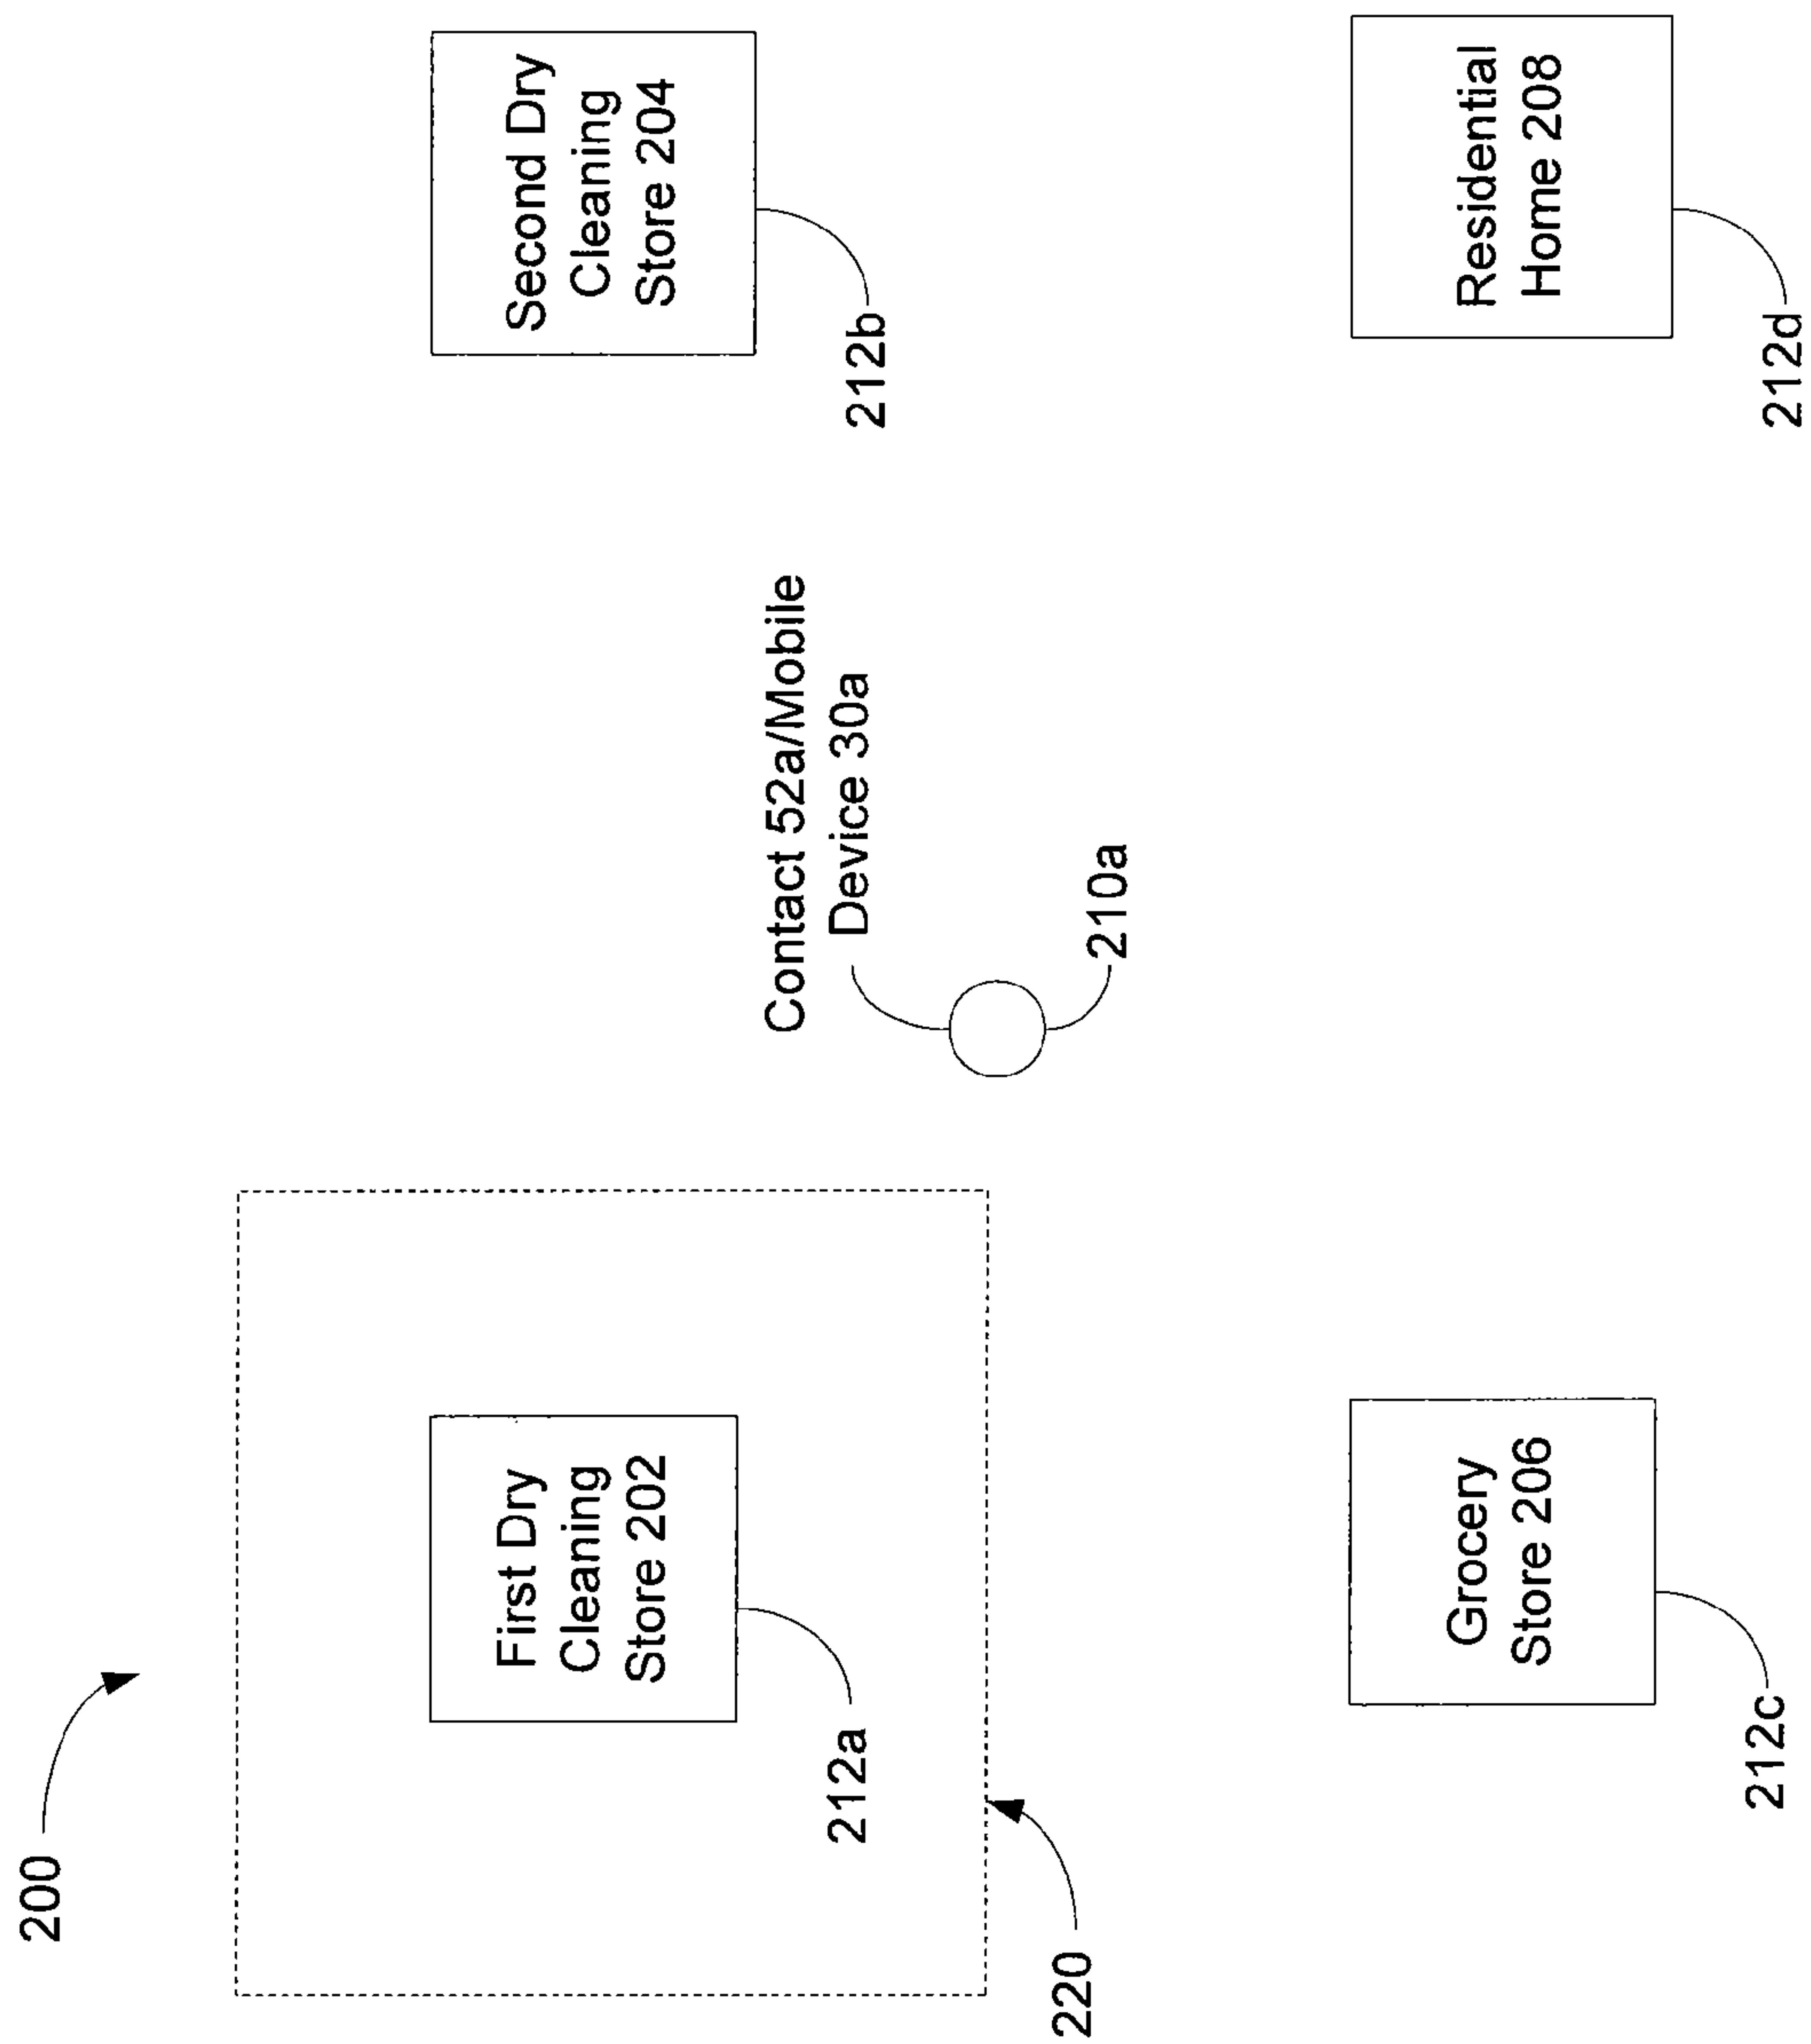 200
First Dry
Cleaning
Store 202
212a
220
Second Dry
Cleaning
Store 204
212b
Contact 52a/Mobile
Device 30a
210a
Grocery
Store 206
212c
Residential
Home 208
212d